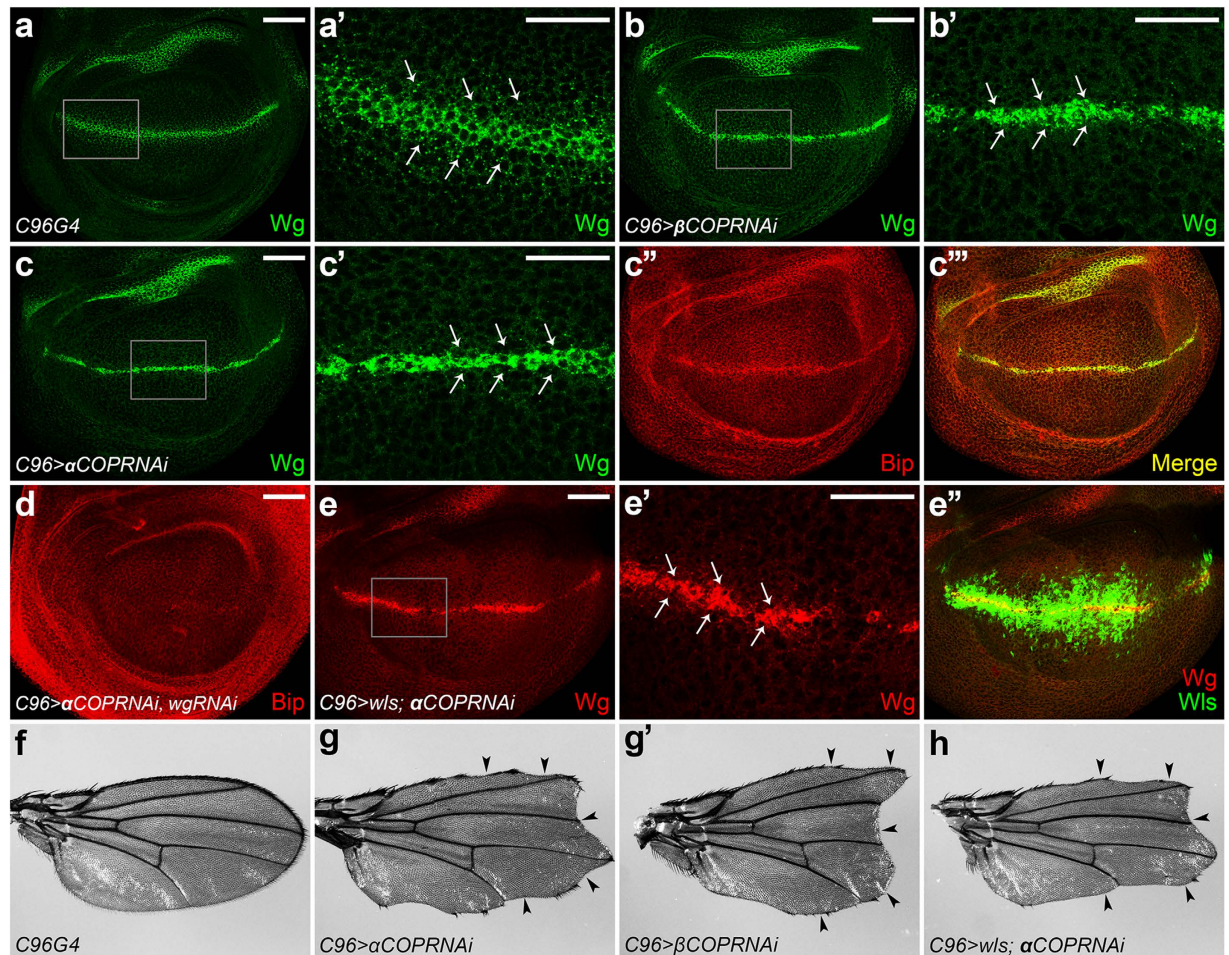 a
C96G4
Wg
a'
Wg
b
C96>βCOPRNAi
Wg
b'
Wg
c
C96>αCOPRNAi
Wg
c'
Wg
c''
Bip
c'''
Merge
d
C96>αCOPRNAi, wgRNAi
Bip
e
C96>wls; αCOPRNAi
Wg
e'
Wg
e''
Wg
Wls
f
C96G4
g
C96>αCOPRNAi
g'
C96>βCOPRNAi
h
C96>wls; αCOPRNAi